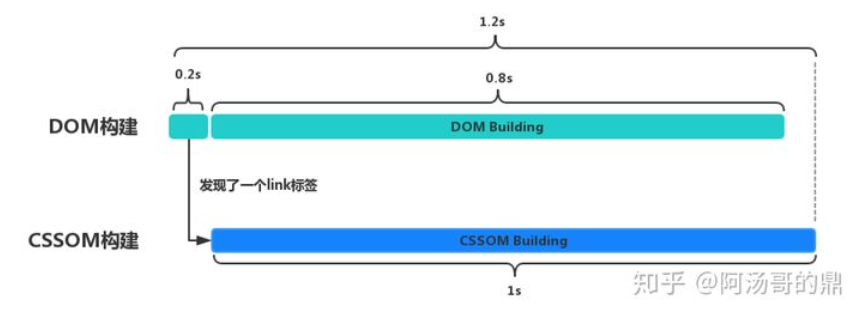 1.2s
0.2s
0.8s
DOM构建
DOM Building
发现了一个link标签
CSSOM构建
CSSOM Building
1s
知乎 @阿汤哥的鼎